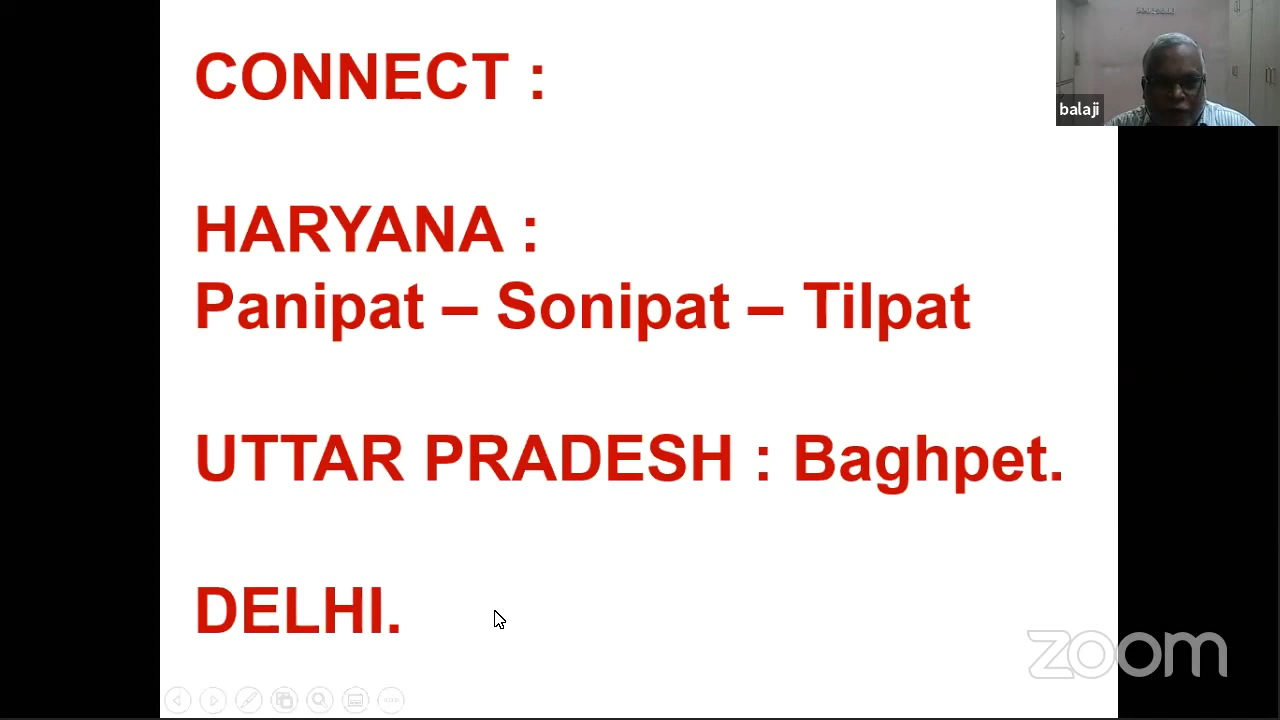 CONNECT :
balaji
HARYANA :
Panipat – Sonipat – Tilpat
UTTAR PRADESH : Baghpet.
DELHI.
zoom